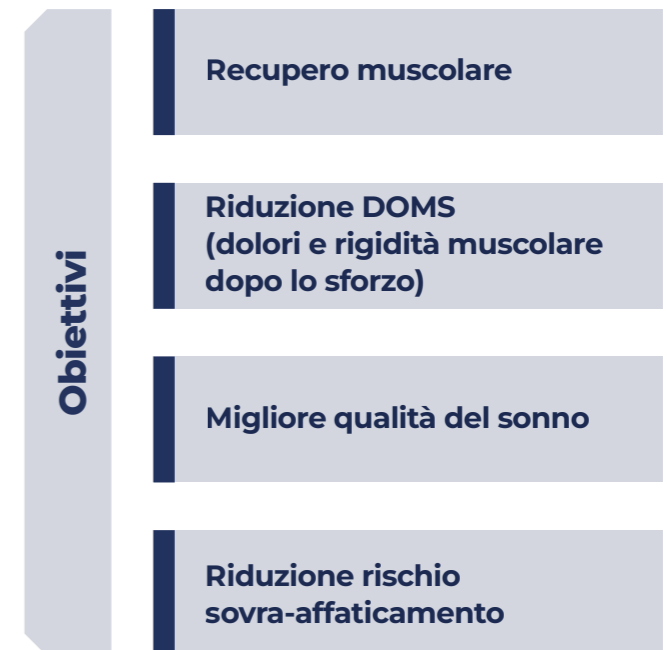 Obiettivi
Recupero muscolare
Riduzione DOMS
(dolori e rigidità muscolare
dopo lo sforzo)
Migliore qualità del sonno
Riduzione rischio
sovra-affaticamento